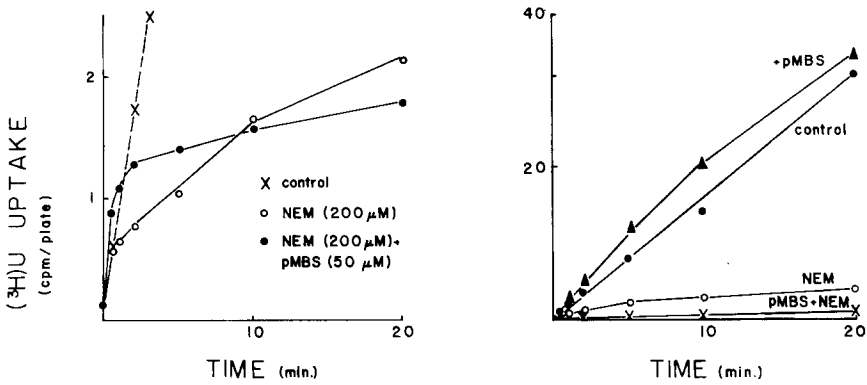 (³H)U UPTAKE
(cpm/plate)
2
1
10
20
TIME (min.)
X control
○ NEM (200 μM)
● NEM (200 μM)+
pMBS (50 μM)
40
20
+pMBS
control
NEM
pMBS+NEM
10
20
TIME (min.)